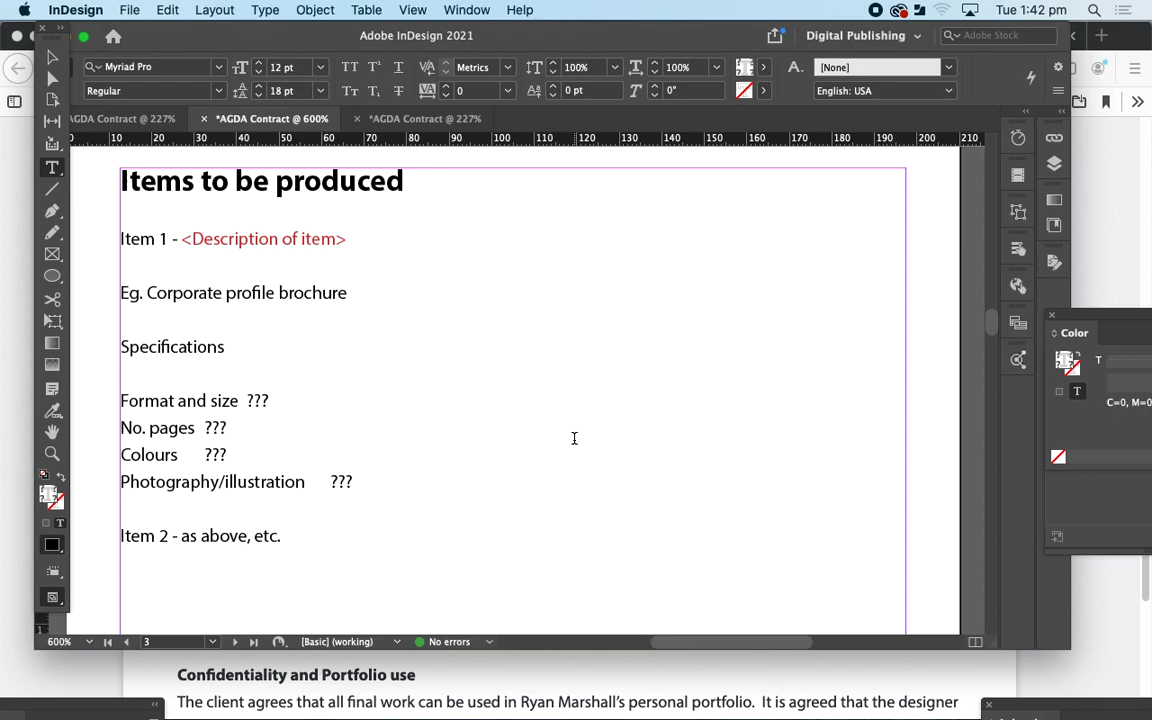 InDesign File Edit Layout Type Object Table View Window Help Tue 1:42 pm
Adobe InDesign 2021 Digital Publishing Adobe Stock
Myriad Pro 12 pt Metrics 100% 100% A. [None]
Regular 18 pt 0 0 pt 0° English: USA
AGDA Contract @ 227% × *AGDA Contract @ 600% × *AGDA Contract @ 227%
10 20 30 40 50 60 70 80 90 100 110 120 130 140 150 160 170 180 190 200 210
Items to be produced
Item 1 - <Description of item>
Eg. Corporate profile brochure
Specifications
Format and size ???
No. pages ???
Colours ???
Photography/illustration ???
Item 2 - as above, etc.
Color
T
C=0, M=0
600% 3 [Basic] (working) No errors
Confidentiality and Portfolio use
The client agrees that all final work can be used in Ryan Marshall's personal portfolio. It is agreed that the designer